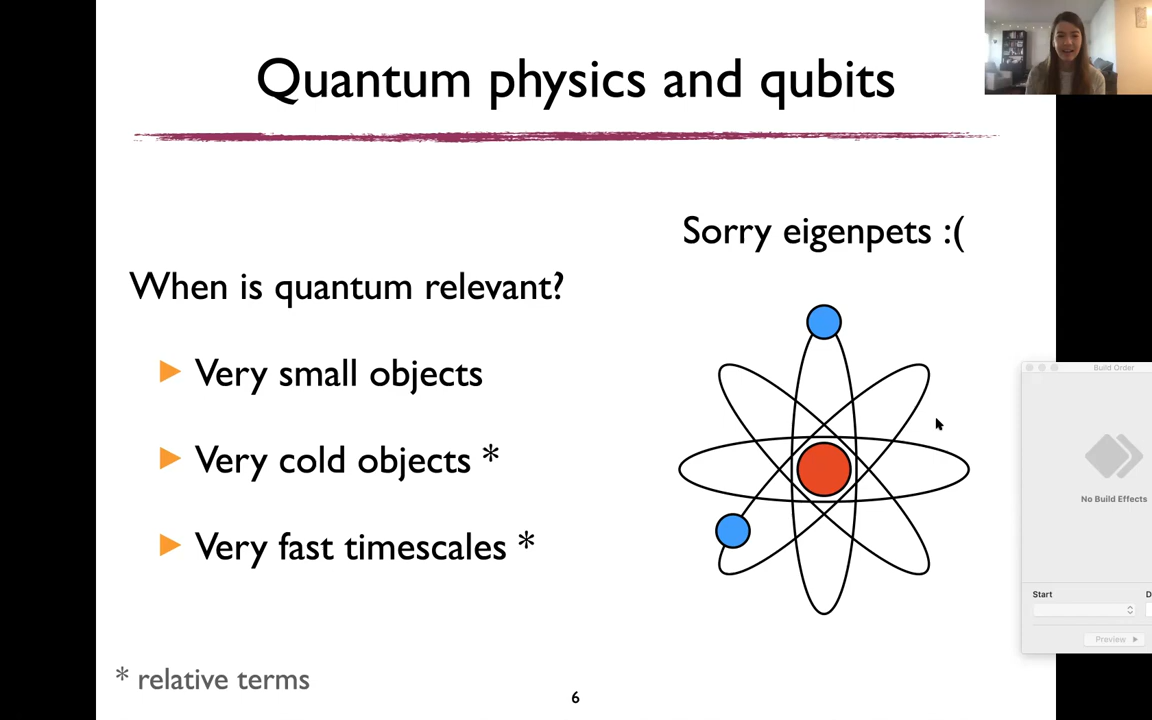 Quantum physics and qubits
Sorry eigenpets :(
When is quantum relevant?
Very small objects
Very cold objects *
Very fast timescales *
* relative terms
6
Build Order
No Build Effects
Start
D
Preview